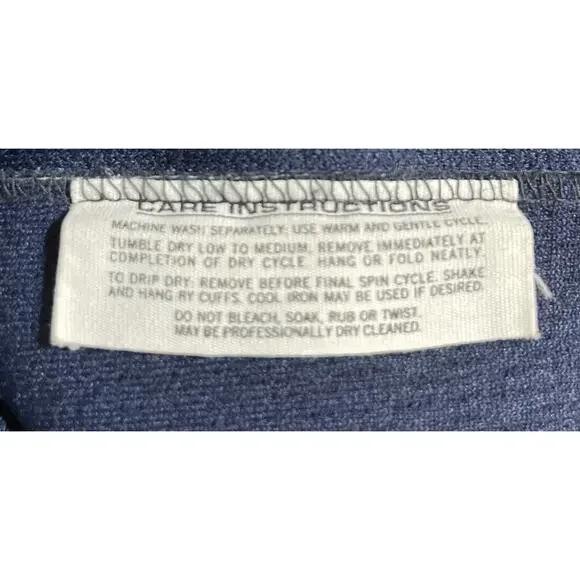 CARE INSTRUCTIONS
MACHINE WASH SEPARATELY: USE WARM AND GENTLE CYCLE.
TUMBLE DRY LOW TO MEDIUM. REMOVE IMMEDIATELY AT
COMPLETION OF DRY CYCLE. HANG OR FOLD NEATLY.
TO DRIP DRY: REMOVE BEFORE FINAL SPIN CYCLE. SHAKE
AND HANG BY CUFFS. COOL IRON MAY BE USED IF DESIRED.
DO NOT BLEACH, SOAK, RUB OR TWIST.
MAY BE PROFESSIONALLY DRY CLEANED.